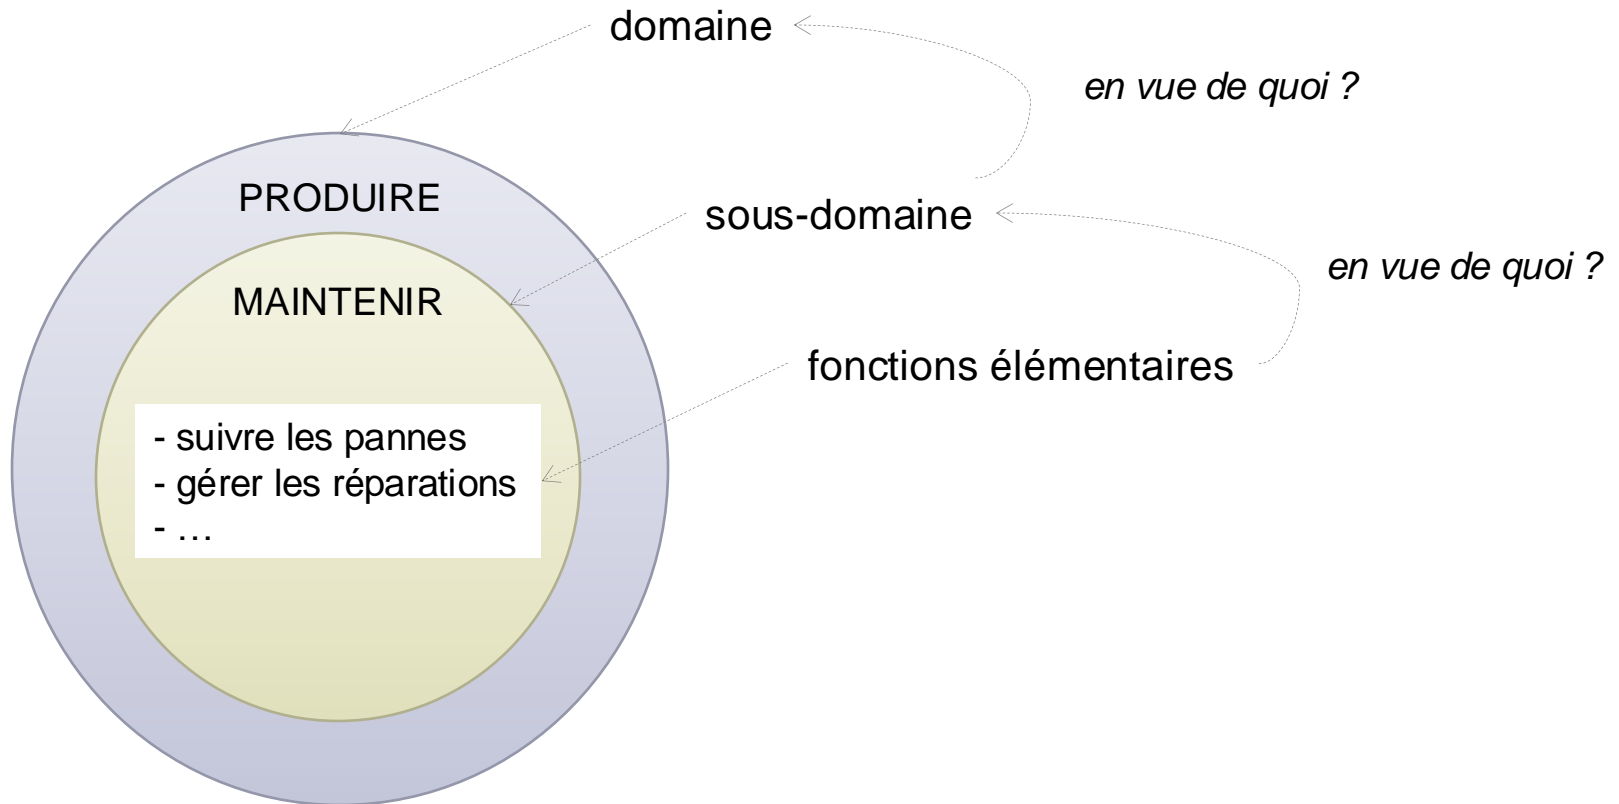 domaine
en vue de quoi ?
PRODUIRE
sous-domaine
en vue de quoi ?
MAINTENIR
fonctions élémentaires
- suivre les pannes
- gérer les réparations
- …